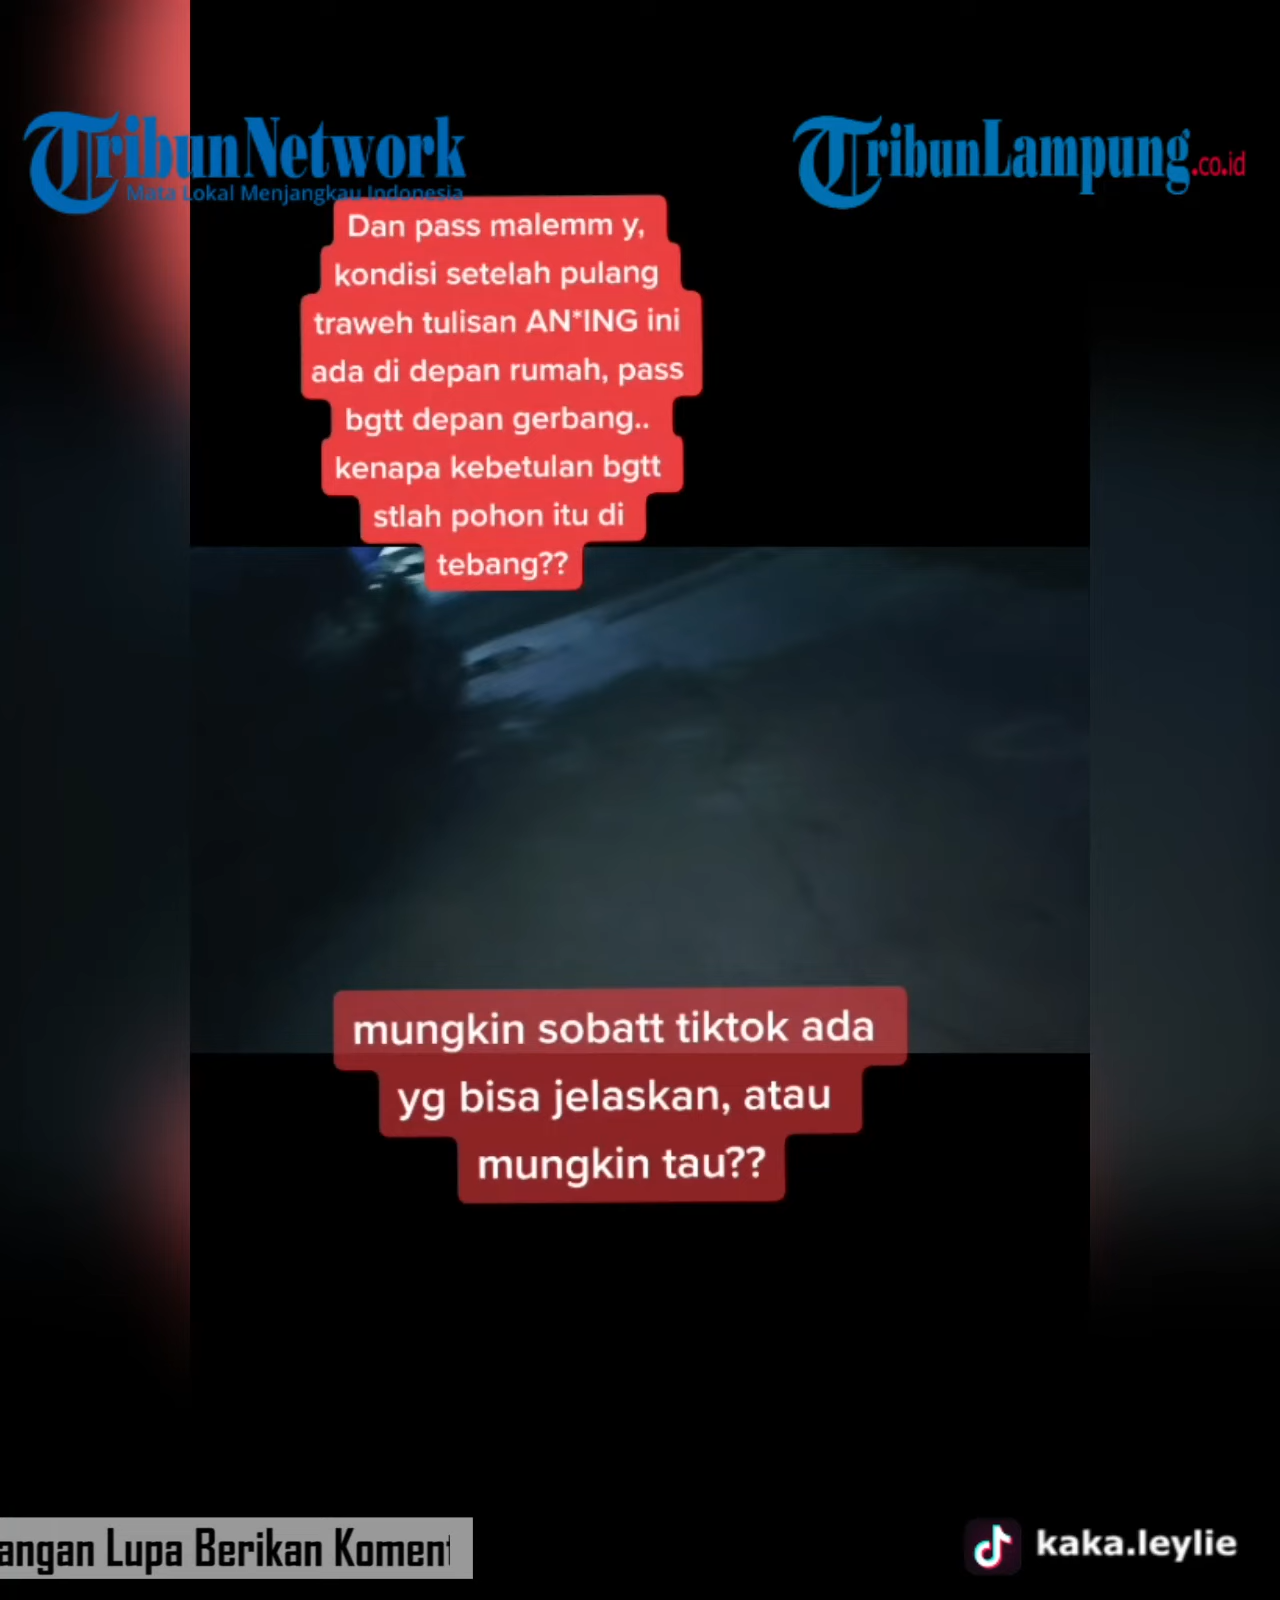 TribunNetwork
Mata Lokal Menjangkau Indonesia
TribunLampung.co.id
Dan pass malemm y,
kondisi setelah pulang
traweh tulisan AN*ING ini
ada di depan rumah, pass
bgtt depan gerbang..
kenapa kebetulan bgtt
stlah pohon itu di
tebang??
mungkin sobatt tiktok ada
yg bisa jelaskan, atau
mungkin tau??
angan Lupa Berikan Koment
kaka.leylie